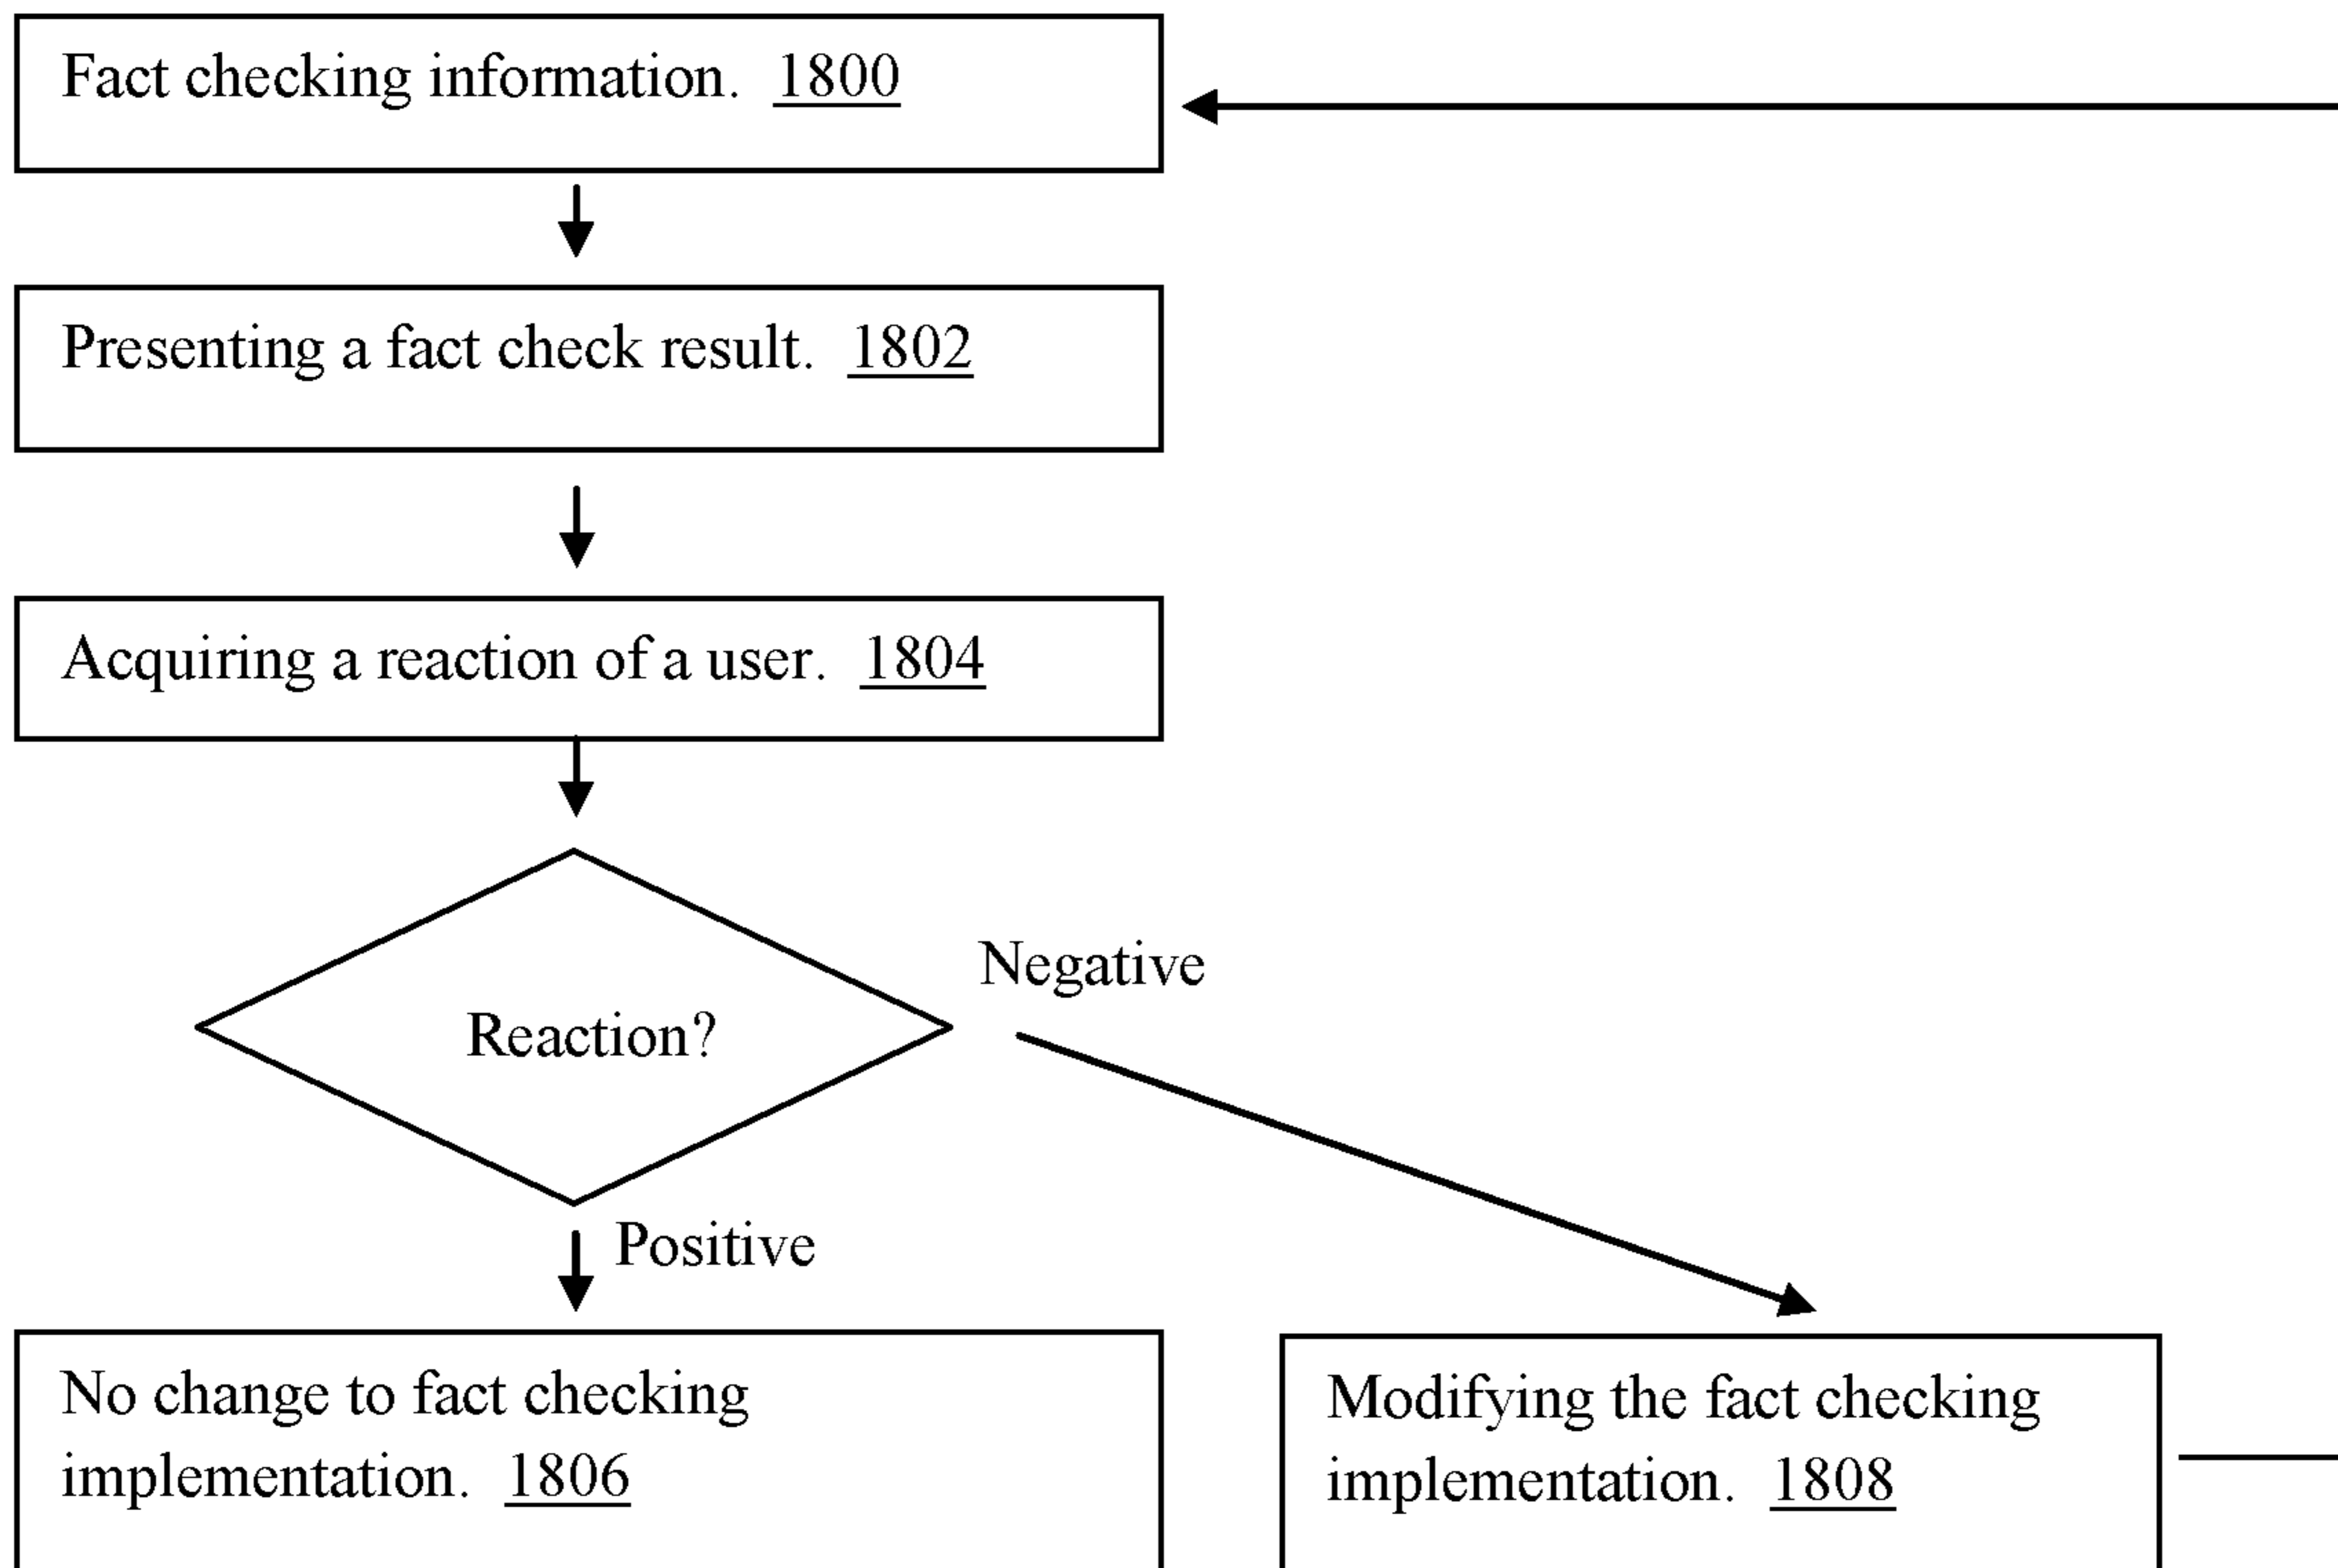 Fact checking information. 1800
Presenting a fact check result. 1802
Acquiring a reaction of a user. 1804
Negative
Reaction?
Positive
No change to fact checking
implementation. 1806
Modifying the fact checking
implementation. 1808